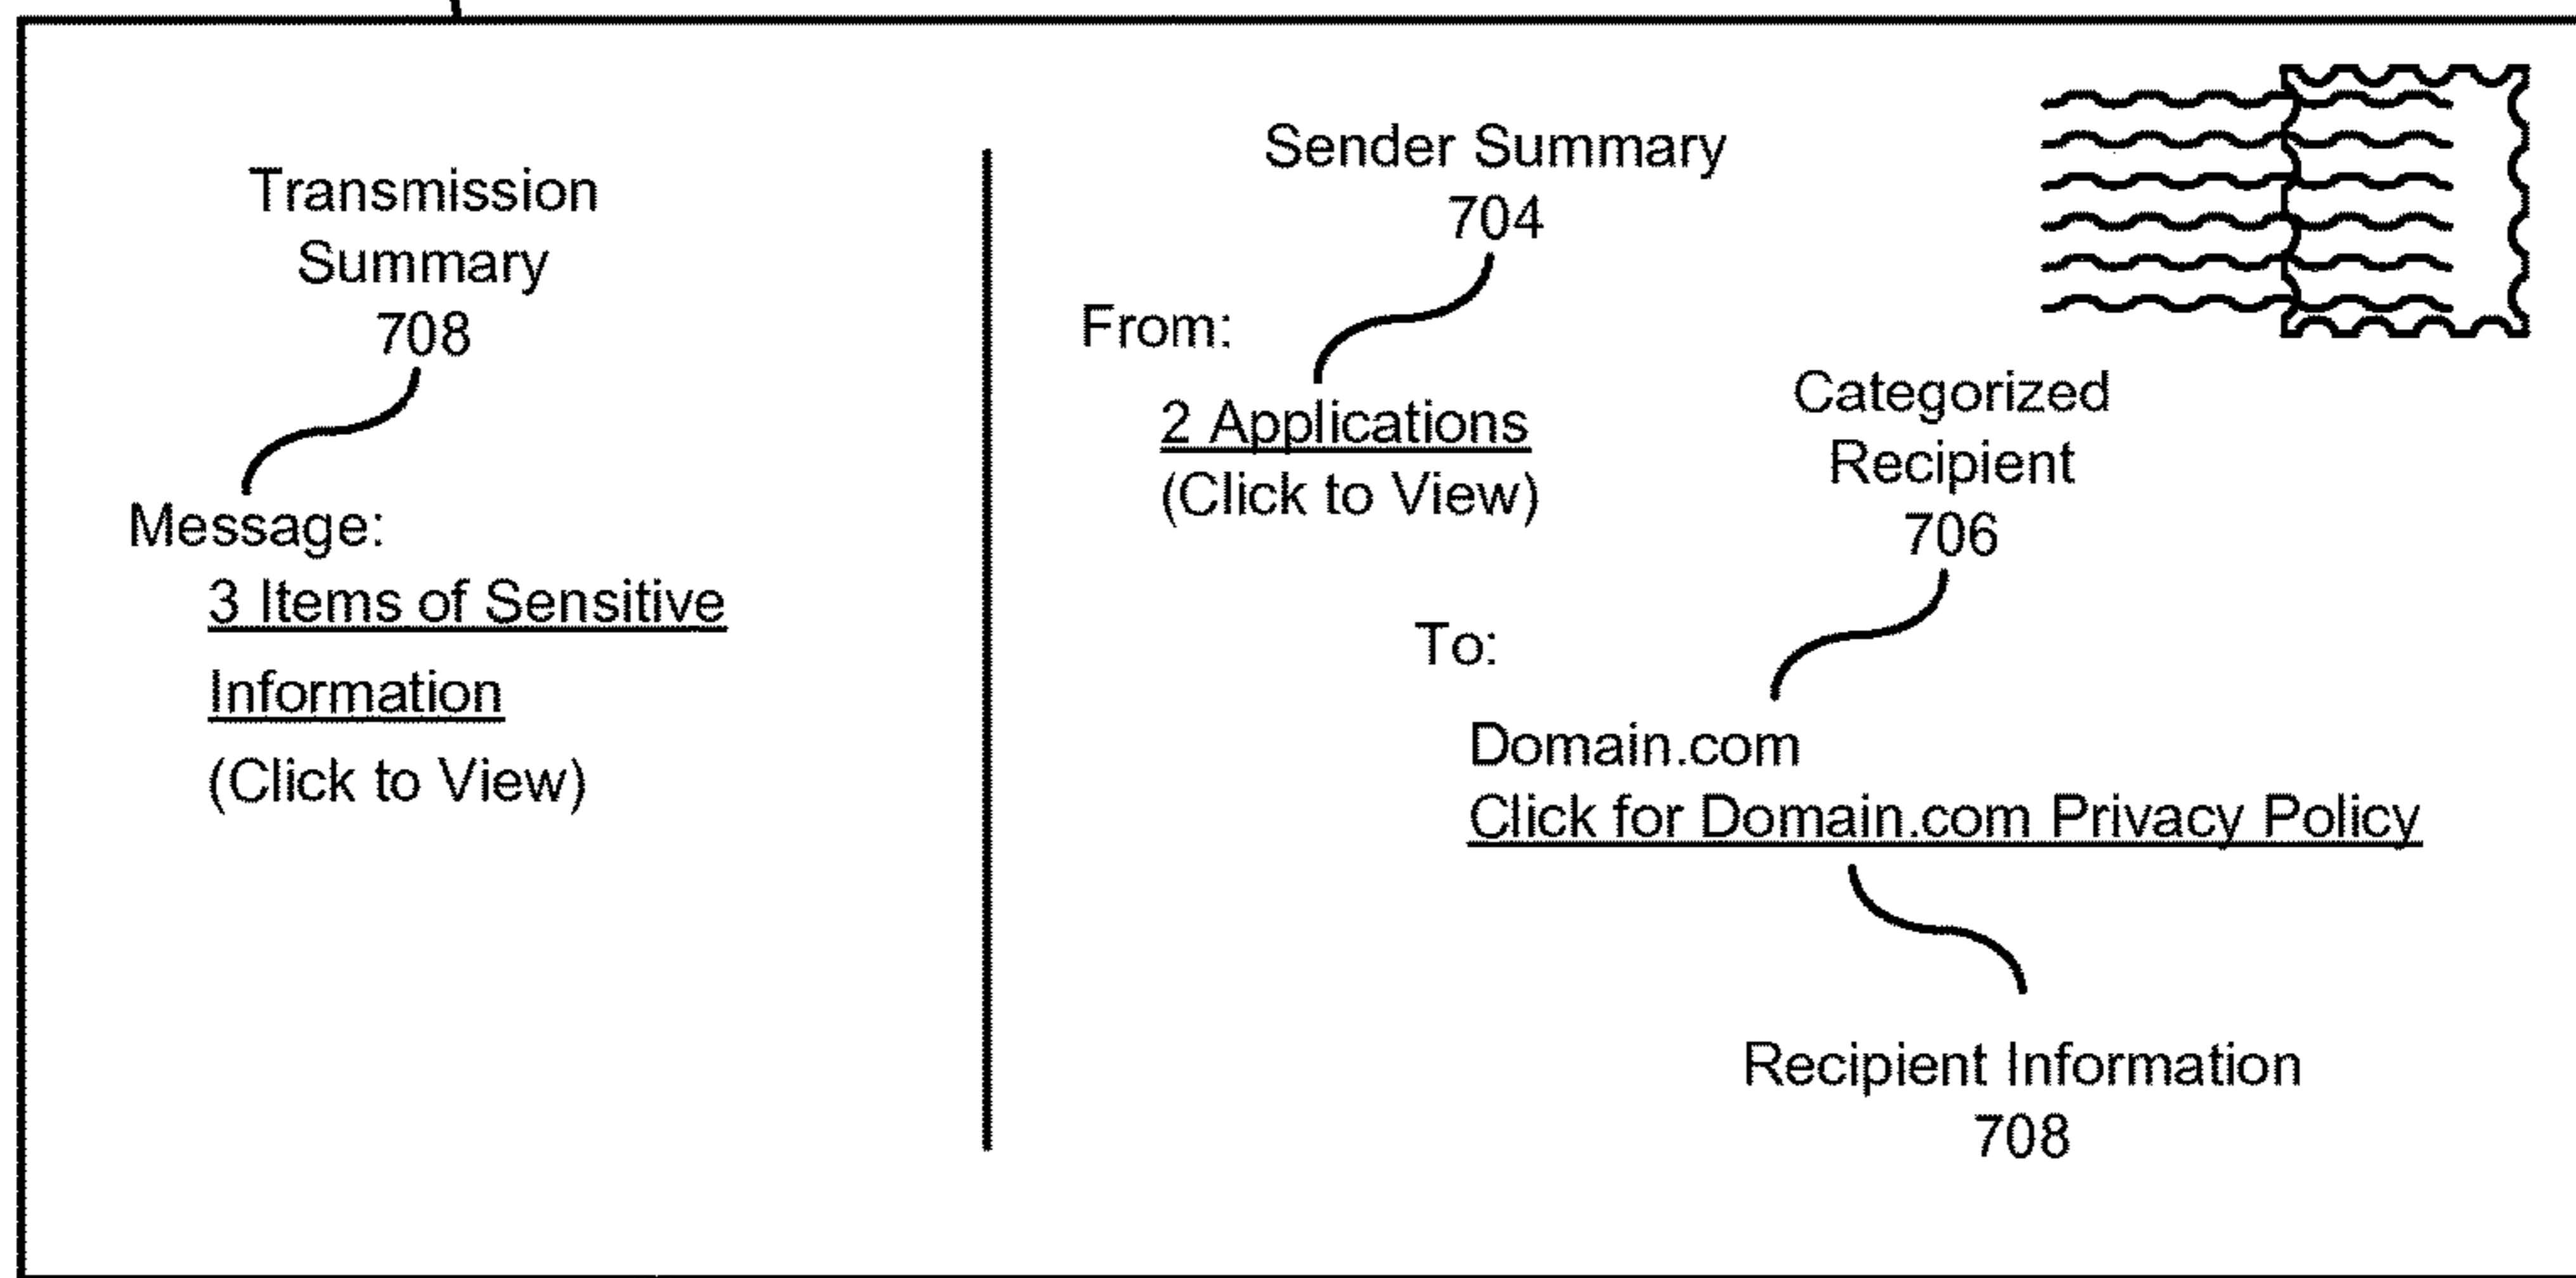 Transmission
Summary
708
Message:
3 Items of Sensitive
Information
(Click to View)
Sender Summary
704
From:
2 Applications
(Click to View)
Categorized
Recipient
706
To:
Domain.com
Click for Domain.com Privacy Policy
Recipient Information
708